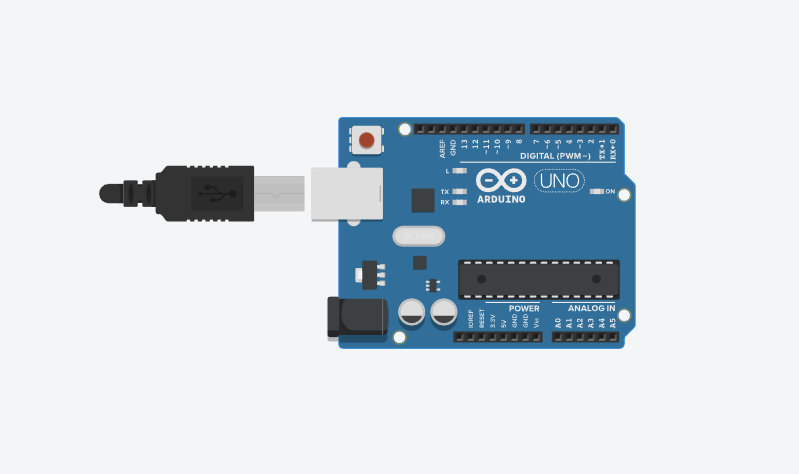 AREF
GND
13
12
~11
~10
~9
8
7
~6
~5
4
~3
2
TX→1
RX←0
DIGITAL (PWM~)
L
TX
RX
UNO
ARDUINO
ON
POWER
ANALOG IN
IOREF
RESET
3.3V
5V
GND
GND
Vin
A0
A1
A2
A3
A4
A5